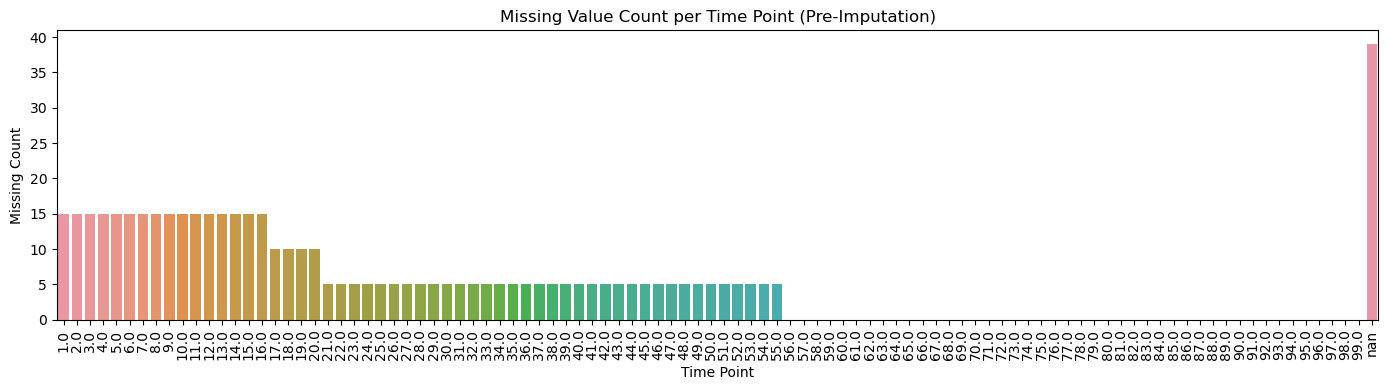 Missing Value Count per Time Point (Pre-Imputation)
Missing Count
40
35
30
25
20
15
10
5
0
1.0 2.0 3.0 4.0 5.0 6.0 7.0 8.0 9.0 10.0 11.0 12.0 13.0 14.0 15.0 16.0 17.0 18.0 19.0 20.0 21.0 22.0 23.0 24.0 25.0 26.0 27.0 28.0 29.0 30.0 31.0 32.0 33.0 34.0 35.0 36.0 37.0 38.0 39.0 40.0 41.0 42.0 43.0 44.0 45.0 46.0 47.0 48.0 49.0 50.0 51.0 52.0 53.0 54.0 55.0 56.0 57.0 58.0 59.0 60.0 61.0 62.0 63.0 64.0 65.0 66.0 67.0 68.0 69.0 70.0 71.0 72.0 73.0 74.0 75.0 76.0 77.0 78.0 79.0 80.0 81.0 82.0 83.0 84.0 85.0 86.0 87.0 88.0 89.0 90.0 91.0 92.0 93.0 94.0 95.0 96.0 97.0 98.0 99.0 nan
Time Point